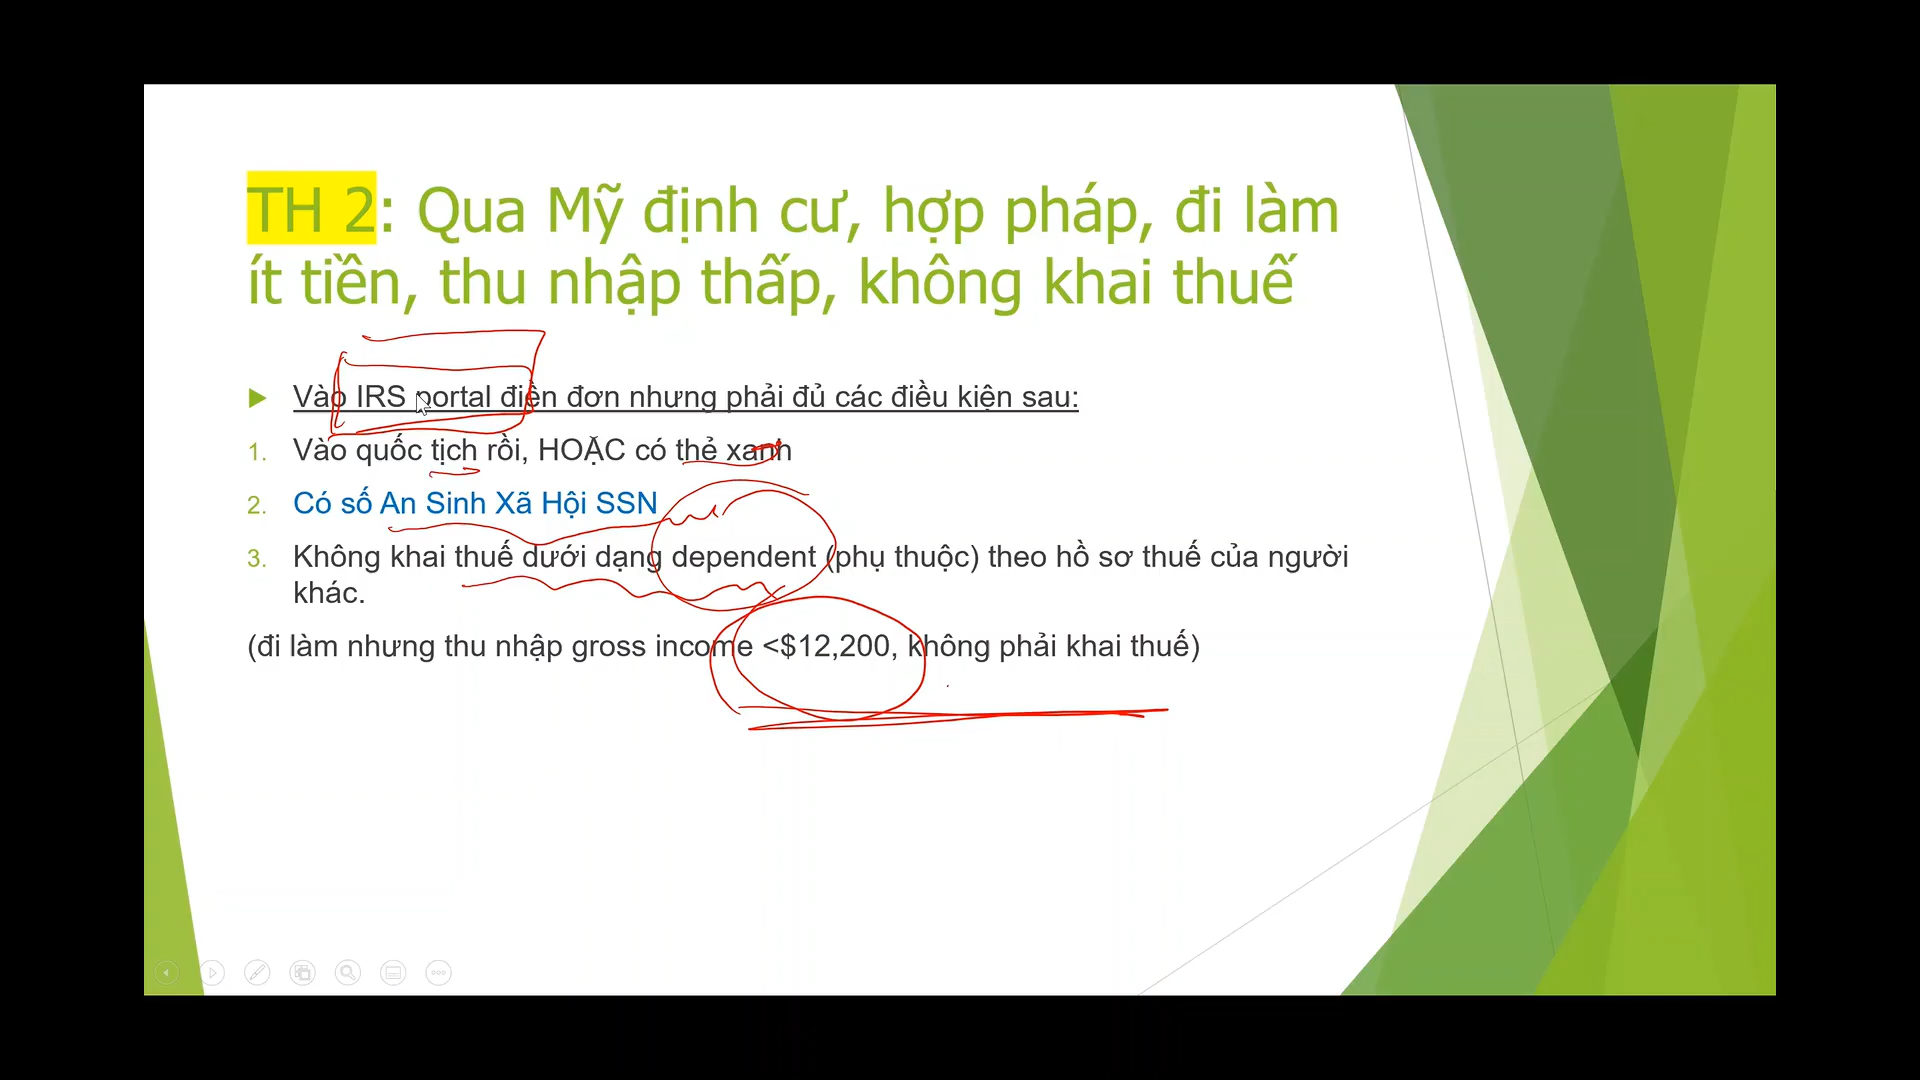 TH 2: Qua Mỹ định cư, hợp pháp, đi làm
ít tiền, thu nhập thấp, không khai thuế
Vào IRS portal điền đơn nhưng phải đủ các điều kiện sau:
1. Vào quốc tịch rồi, HOẶC có thẻ xanh
2. Có số An Sinh Xã Hội SSN
3. Không khai thuế dưới dạng dependent (phụ thuộc) theo hồ sơ thuế của người
khác.
(đi làm nhưng thu nhập gross income <$12,200, không phải khai thuế)